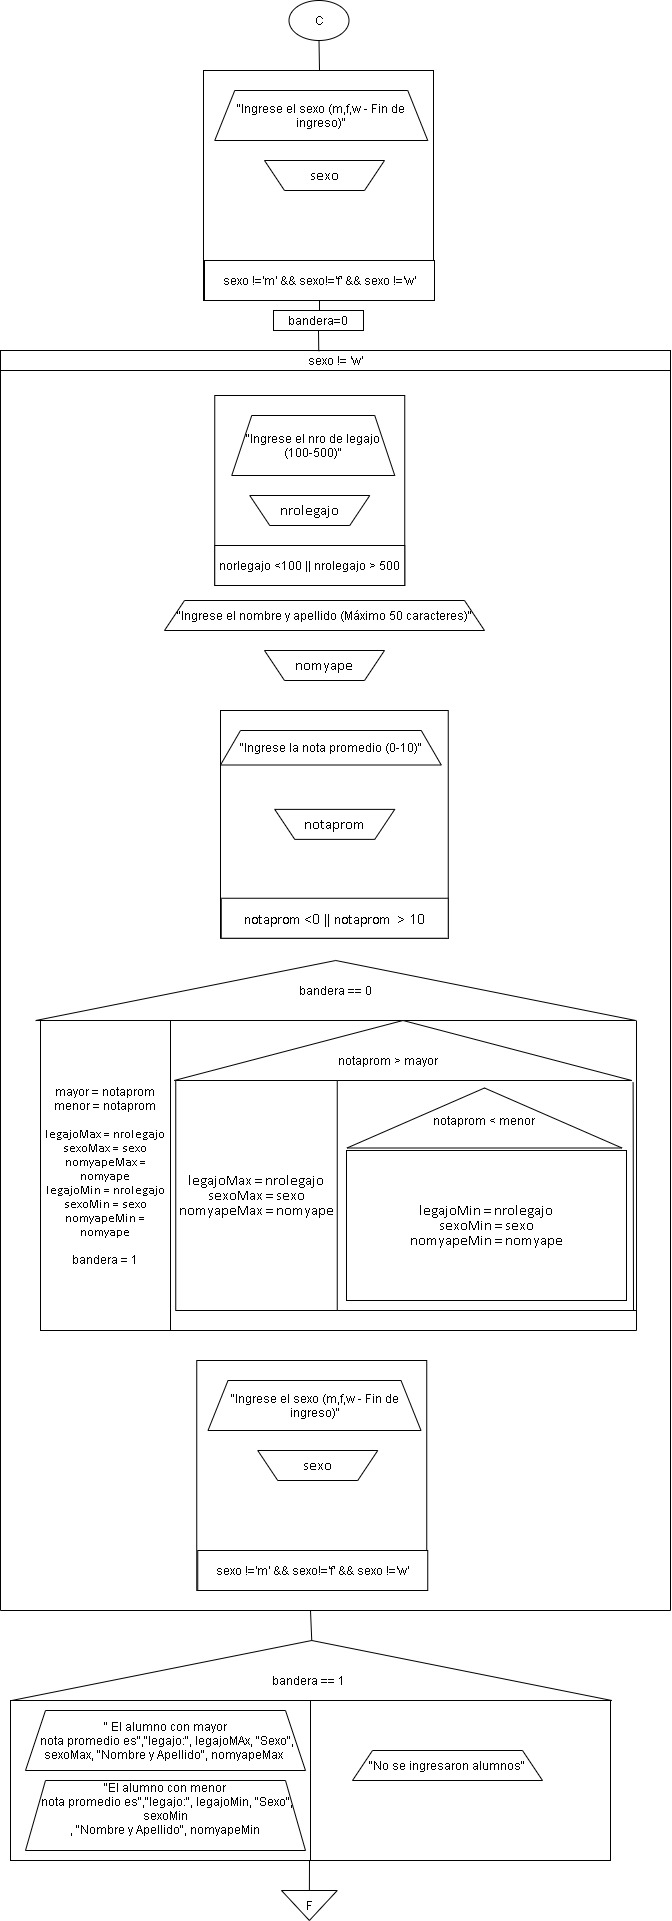 C
"Ingrese el sexo (m,f,w - Fin de
ingreso)"
sexo
sexo !='m' && sexo!='f' && sexo !='w'
bandera=0
sexo != 'w'
"Ingrese el nro de legajo
(100-500)"
nrolegajo
norlegajo <100 || nrolegajo > 500
"Ingrese el nombre y apellido (Máximo 50 caracteres)"
nomyape
"Ingrese la nota promedio (0-10)"
notaprom
notaprom <0 || notaprom > 10
bandera == 0
mayor = notaprom
menor = notaprom
legajoMax = nrolegajo
sexoMax = sexo
nomyapeMax =
nomyape
legajoMin = nrolegajo
sexoMin = sexo
nomyapeMin =
nomyape
bandera = 1
notaprom > mayor
legajoMax = nrolegajo
sexoMax = sexo
nomyapeMax = nomyape
notaprom < menor
legajoMin = nrolegajo
sexoMin = sexo
nomyapeMin = nomyape
"Ingrese el sexo (m,f,w - Fin de
ingreso)"
sexo
sexo !='m' && sexo!='f' && sexo !='w'
bandera == 1
" El alumno con mayor
nota promedio es","legajo:", legajoMAx, "Sexo",
sexoMax, "Nombre y Apellido", nomyapeMax
"El alumno con menor
nota promedio es","legajo:", legajoMin, "Sexo",
sexoMin
, "Nombre y Apellido", nomyapeMin
"No se ingresaron alumnos"
F